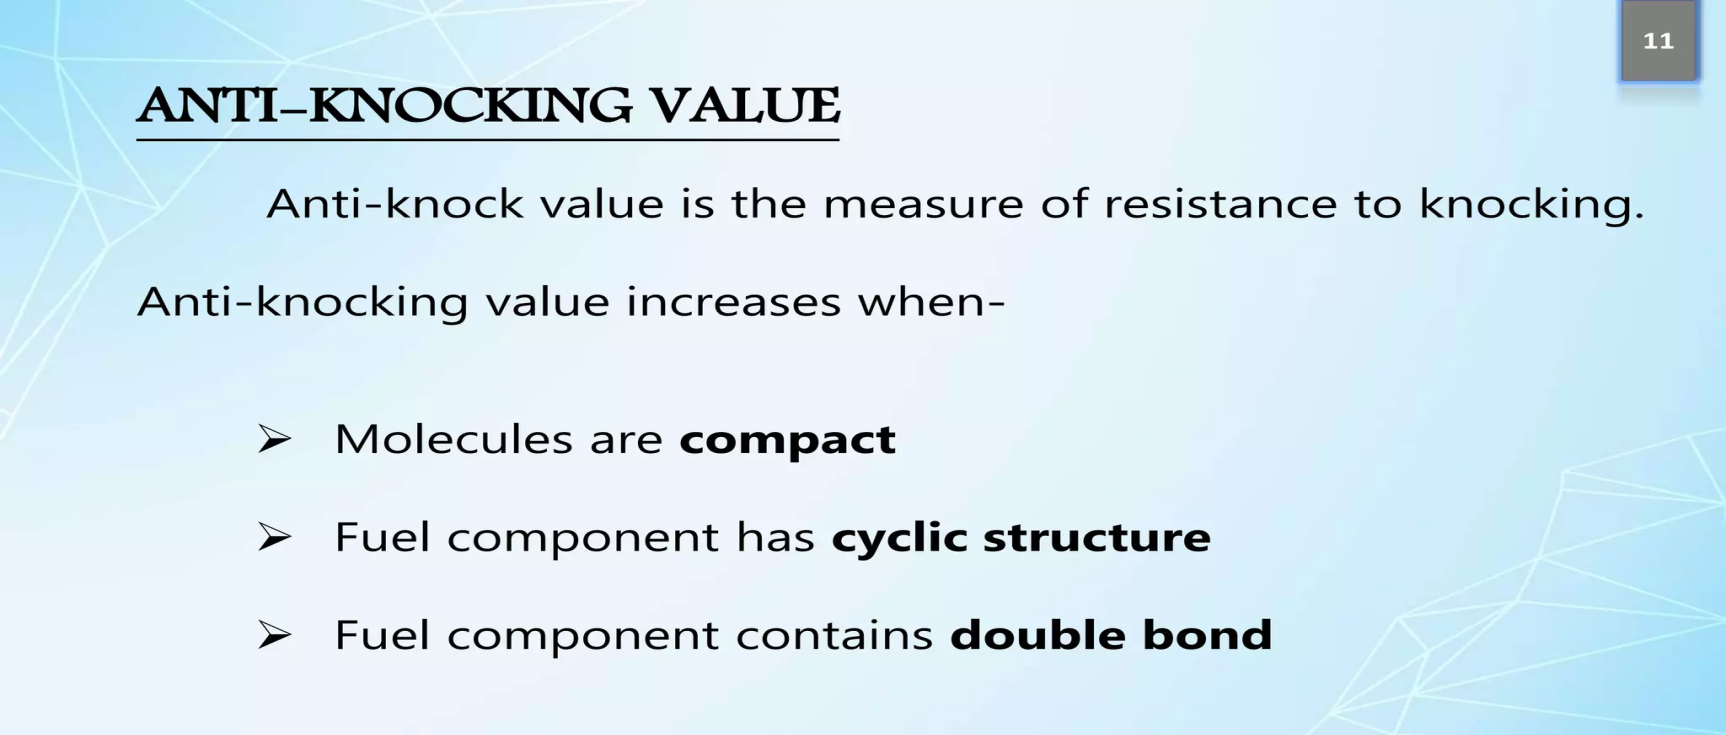 11
ANTI-KNOCKING VALUE
Anti-knock value is the measure of resistance to knocking.
Anti-knocking value increases when-
➢ Molecules are compact
➢ Fuel component has cyclic structure
➢ Fuel component contains double bond